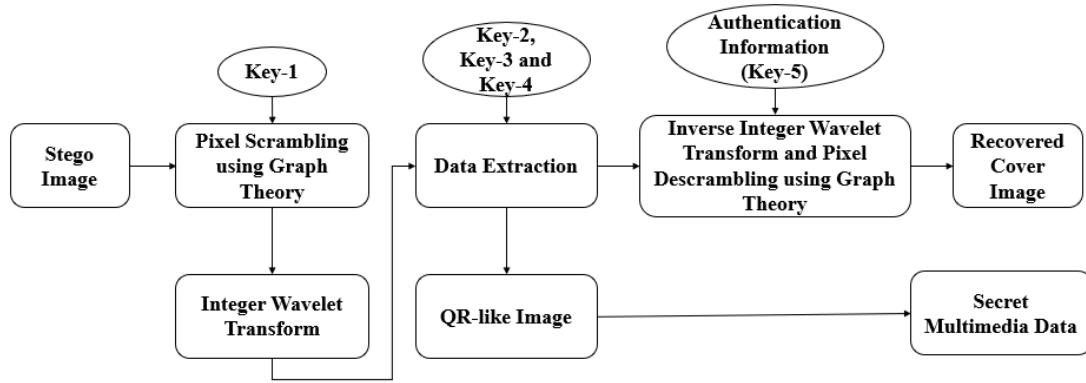 Key-1
Key-2,
Key-3 and
Key-4
Authentication
Information
(Key-5)
Stego
Image
Pixel Scrambling
using Graph
Theory
Data Extraction
Inverse Integer Wavelet
Transform and Pixel
Descrambling using Graph
Theory
Recovered
Cover
Image
Integer Wavelet
Transform
QR-like Image
Secret
Multimedia Data